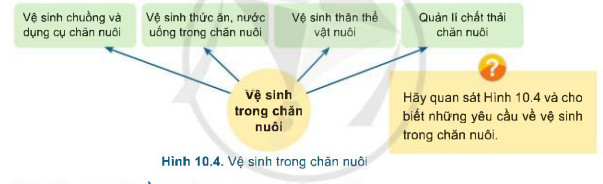 Vệ sinh chuồng và
dụng cụ chăn nuôi
Vệ sinh thức ăn, nước
uống trong chăn nuôi
Vệ sinh thân thể
vật nuôi
Quản lí chất thải
chăn nuôi
Vệ sinh
trong chăn
nuôi
?
Hãy quan sát Hình 10.4 và cho
biết những yêu cầu về vệ sinh
trong chăn nuôi.
Hình 10.4. Vệ sinh trong chăn nuôi